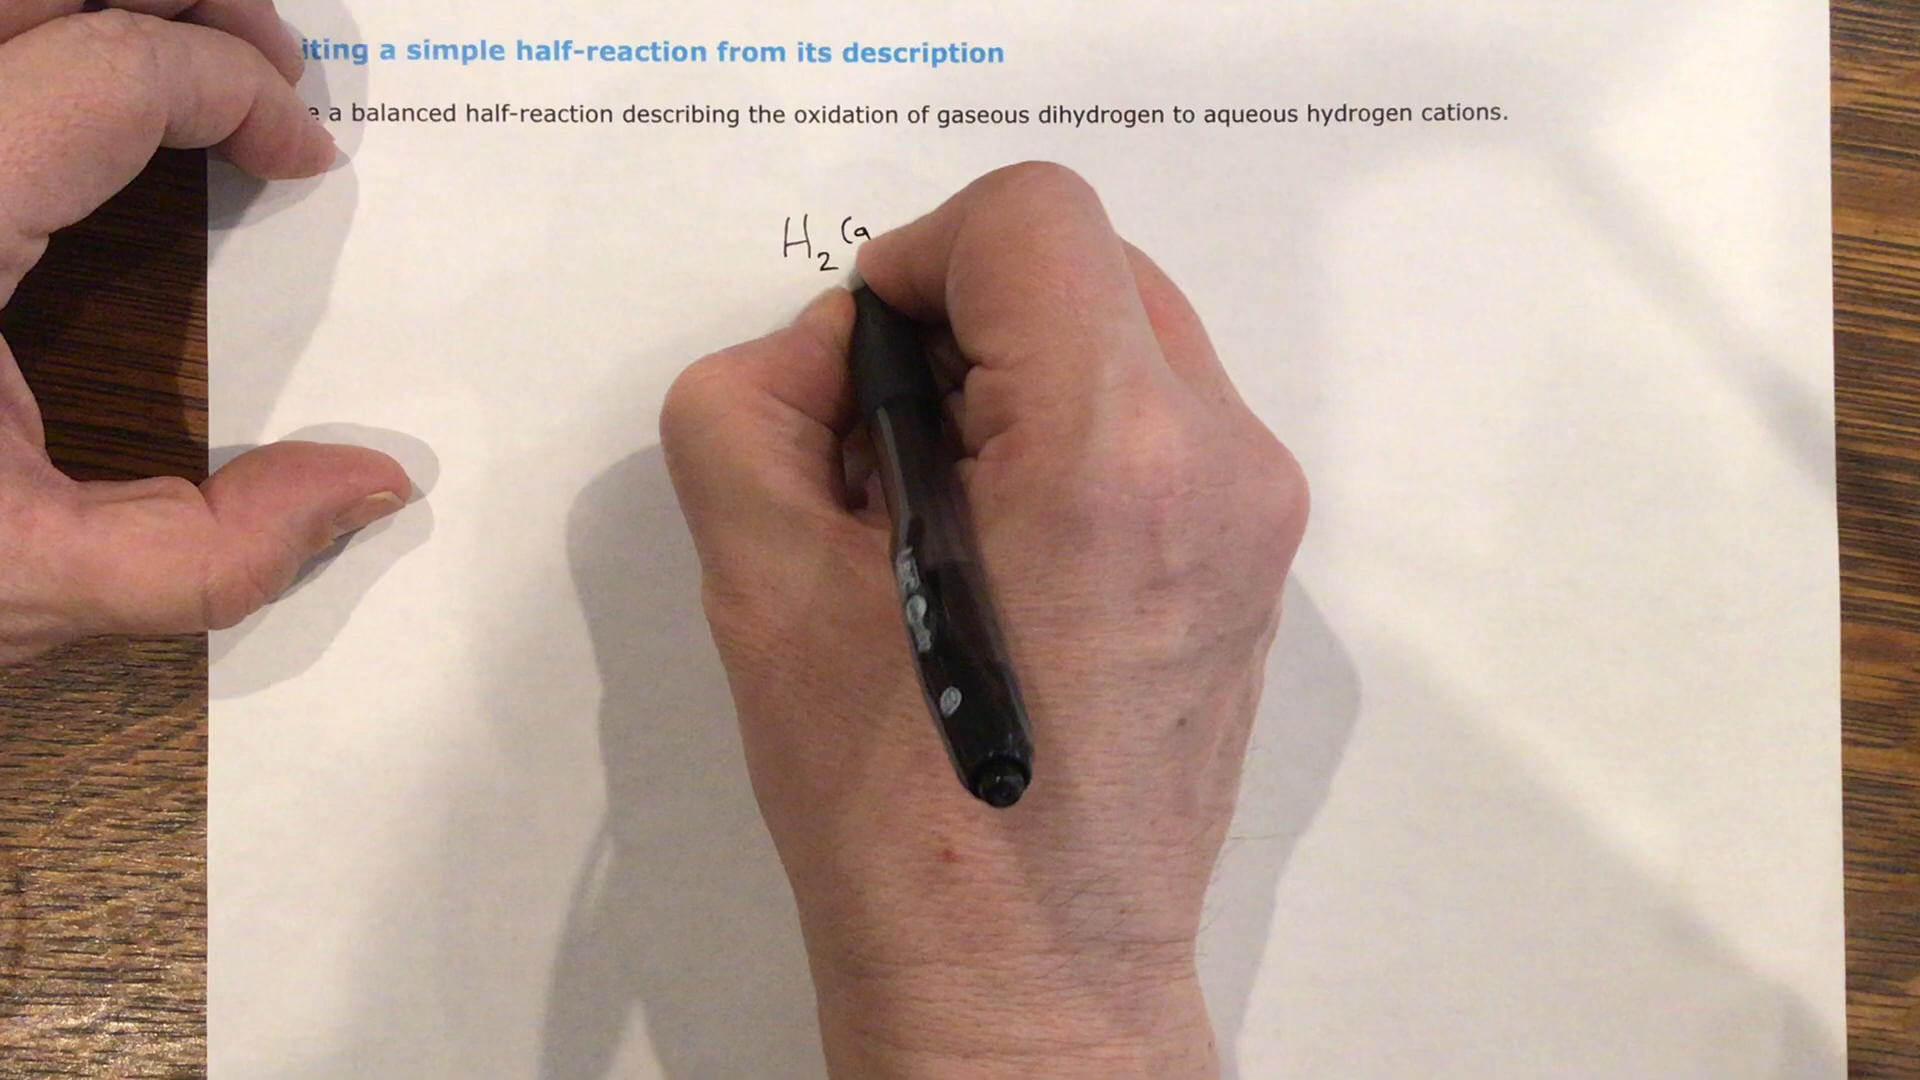 iting a simple half-reaction from its description
e a balanced half-reaction describing the oxidation of gaseous dihydrogen to aqueous hydrogen cations.
H₂ (g